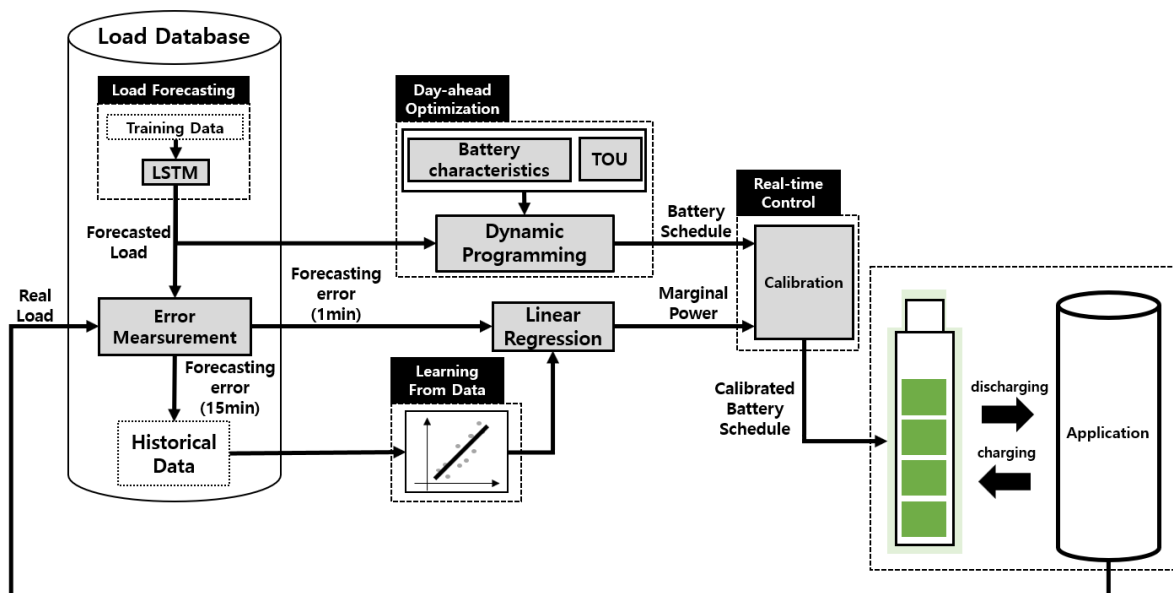 Load Database
Load Forecasting
Training Data
LSTM
Forecasted
Load
Real
Load
Error
Mearsurement
Forecasting
error
(15min)
Historical
Data
Forecasting
error
(1min)
Day-ahead
Optimization
Battery
characteristics
TOU
Dynamic
Programming
Linear
Regression
Learning
From Data
Battery
Schedule
Marginal
Power
Real-time
Control
Calibration
Calibrated
Battery
Schedule
discharging
charging
Application